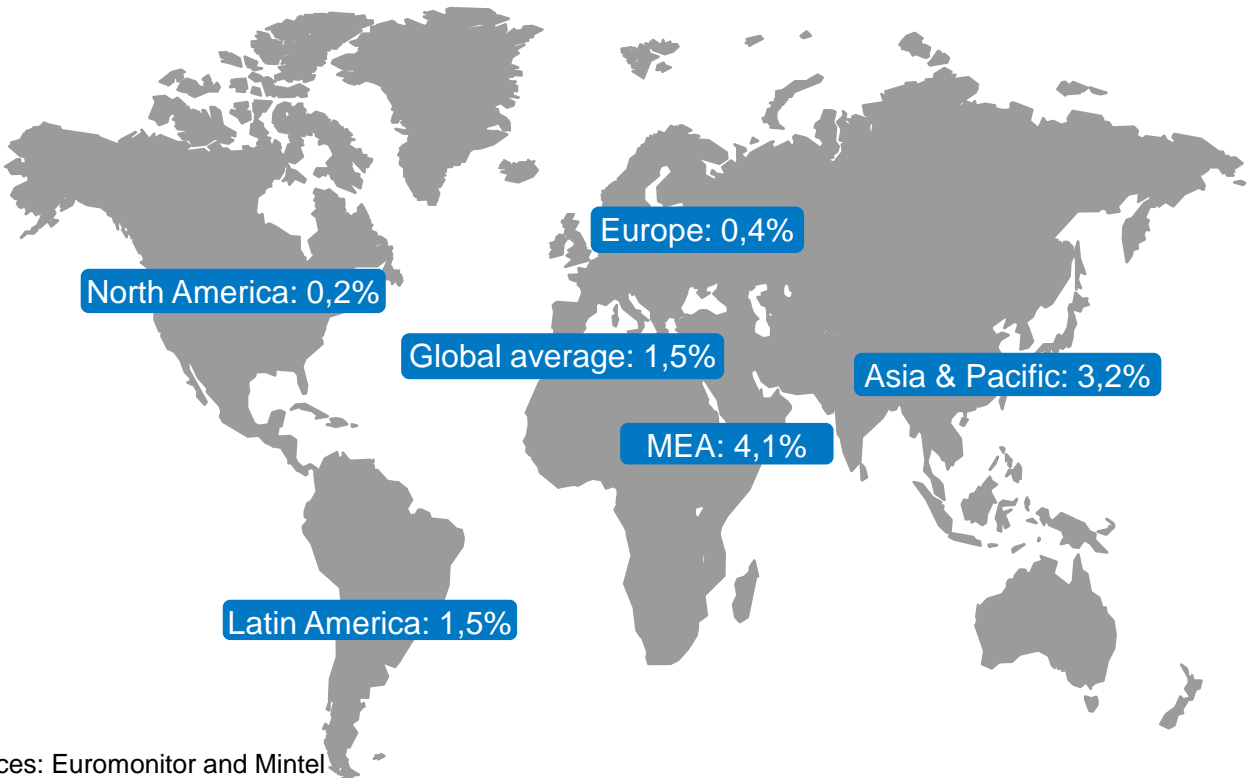 Europe: 0,4%
North America: 0,2%
Global average: 1,5%
Asia & Pacific: 3,2%
MEA: 4,1%
Latin America: 1,5%
ces: Euromonitor and Mintel